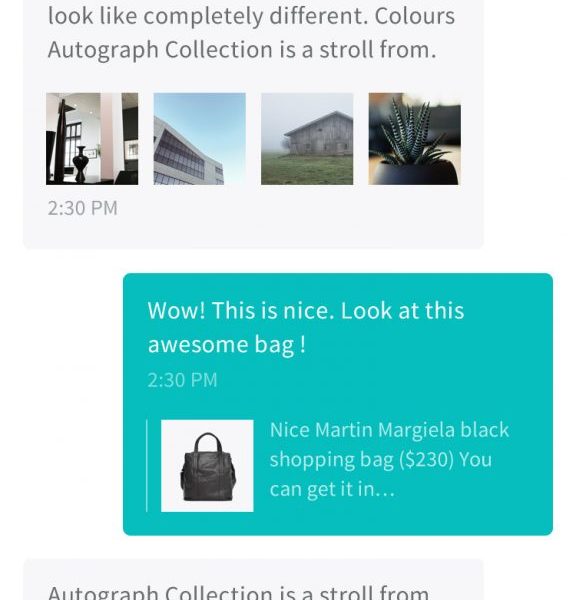 look like completely different. Colours
Autograph Collection is a stroll from.
2:30 PM
Wow! This is nice. Look at this
awesome bag !
2:30 PM
Nice Martin Margiela black
shopping bag ($230) You
can get it in...
Autograph Collection is a stroll from